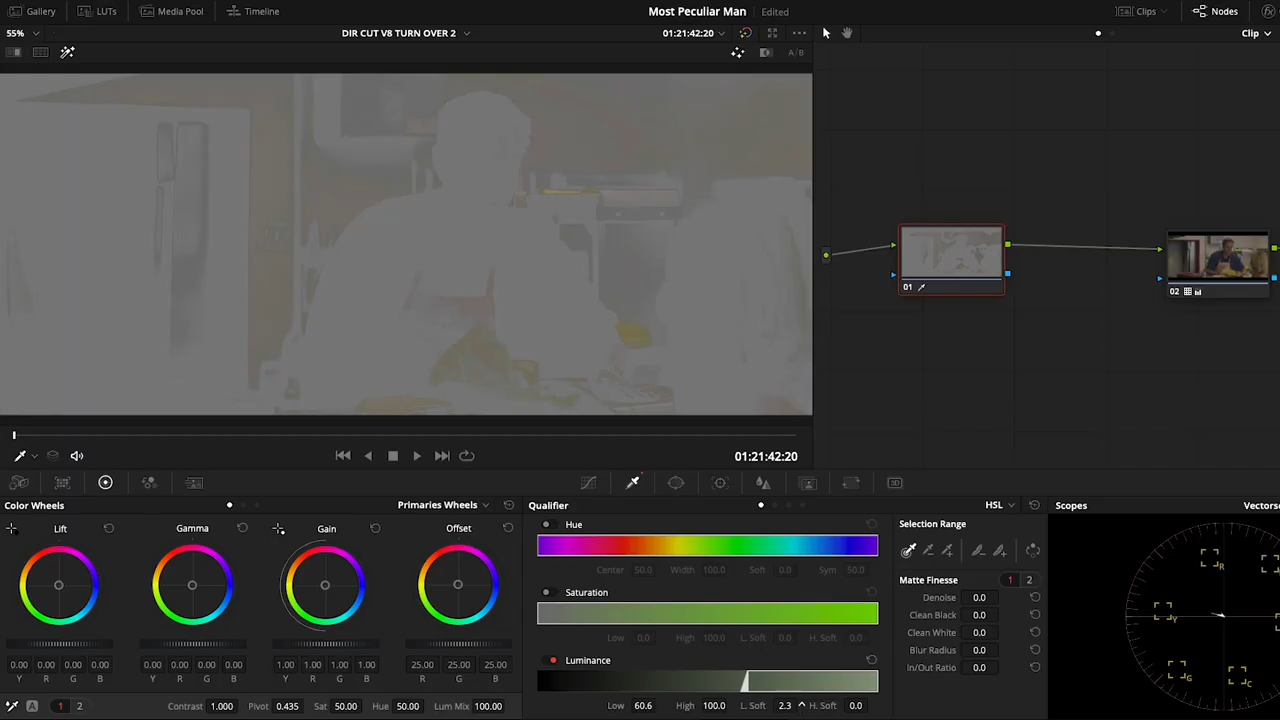 Gallery LUTs Media Pool Timeline Most Peculiar Man Edited Clips Nodes fx
55% DIR CUT V8 TURN OVER 2 01:21:42:20 Clip
A/B
01
02
01:21:42:20
Color Wheels Primaries Wheels Qualifier HSL Scopes Vectors
Lift Gamma Gain Offset Hue Selection Range
Center 50.0 Width 100.0 Soft 0.0 Sym 50.0
Matte Finesse 1 2
Saturation Denoise 0.0
Clean Black 0.0
Low 0.0 High 100.0 L. Soft 0.0 H. Soft 0.0 Clean White 0.0
Blur Radius 0.0
0.00 0.00 0.00 0.00 0.00 0.00 0.00 0.00 1.00 1.00 1.00 1.00 25.00 25.00 25.00 Luminance In/Out Ratio 0.0
Y R G B Y R G B Y R G B R G B
A 1 2 Contrast 1.000 Pivot 0.435 Sat 50.00 Hue 50.00 Lum Mix 100.00 Low 60.6 High 100.0 L. Soft 2.3 H. Soft 0.0
R
Y
G C